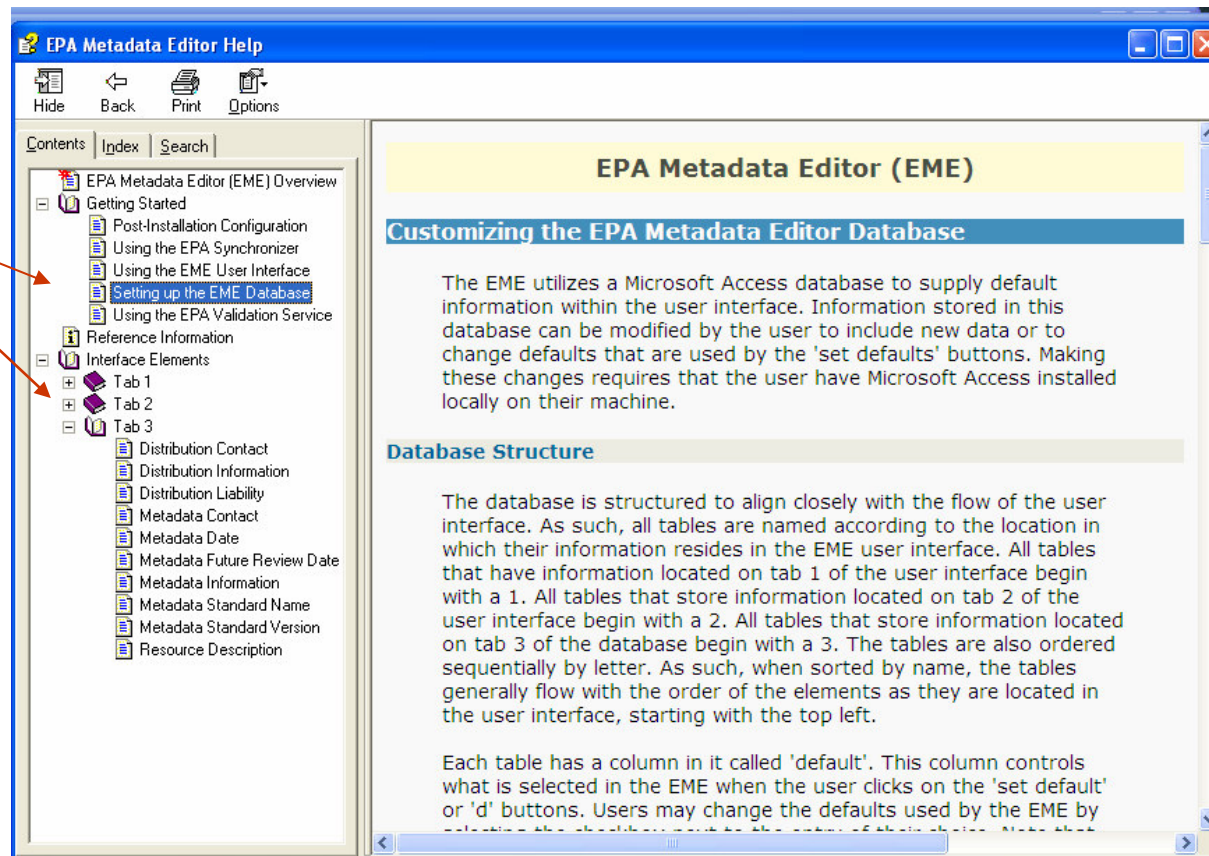 EPA Metadata Editor Help
Hide Back Print Options
Contents Index Search
EPA Metadata Editor (EME) Overview
Getting Started
Post-Installation Configuration
Using the EPA Synchronizer
Using the EME User Interface
Setting up the EME Database
Using the EPA Validation Service
Reference Information
Interface Elements
Tab 1
Tab 2
Tab 3
Distribution Contact
Distribution Information
Distribution Liability
Metadata Contact
Metadata Date
Metadata Future Review Date
Metadata Information
Metadata Standard Name
Metadata Standard Version
Resource Description
EPA Metadata Editor (EME)
Customizing the EPA Metadata Editor Database
The EME utilizes a Microsoft Access database to supply default
information within the user interface. Information stored in this
database can be modified by the user to include new data or to
change defaults that are used by the 'set defaults' buttons. Making
these changes requires that the user have Microsoft Access installed
locally on their machine.
Database Structure
The database is structured to align closely with the flow of the user
interface. As such, all tables are named according to the location in
which their information resides in the EME user interface. All tables
that have information located on tab 1 of the user interface begin
with a 1. All tables that store information located on tab 2 of the
user interface begin with a 2. All tables that store information located
on tab 3 of the database begin with a 3. The tables are also ordered
sequentially by letter. As such, when sorted by name, the tables
generally flow with the order of the elements as they are located in
the user interface, starting with the top left.
Each table has a column in it called 'default'. This column controls
what is selected in the EME when the user clicks on the 'set default'
or 'd' buttons. Users may change the defaults used by the EME by
selecting the checkbox next to the entry of their choice. Note that